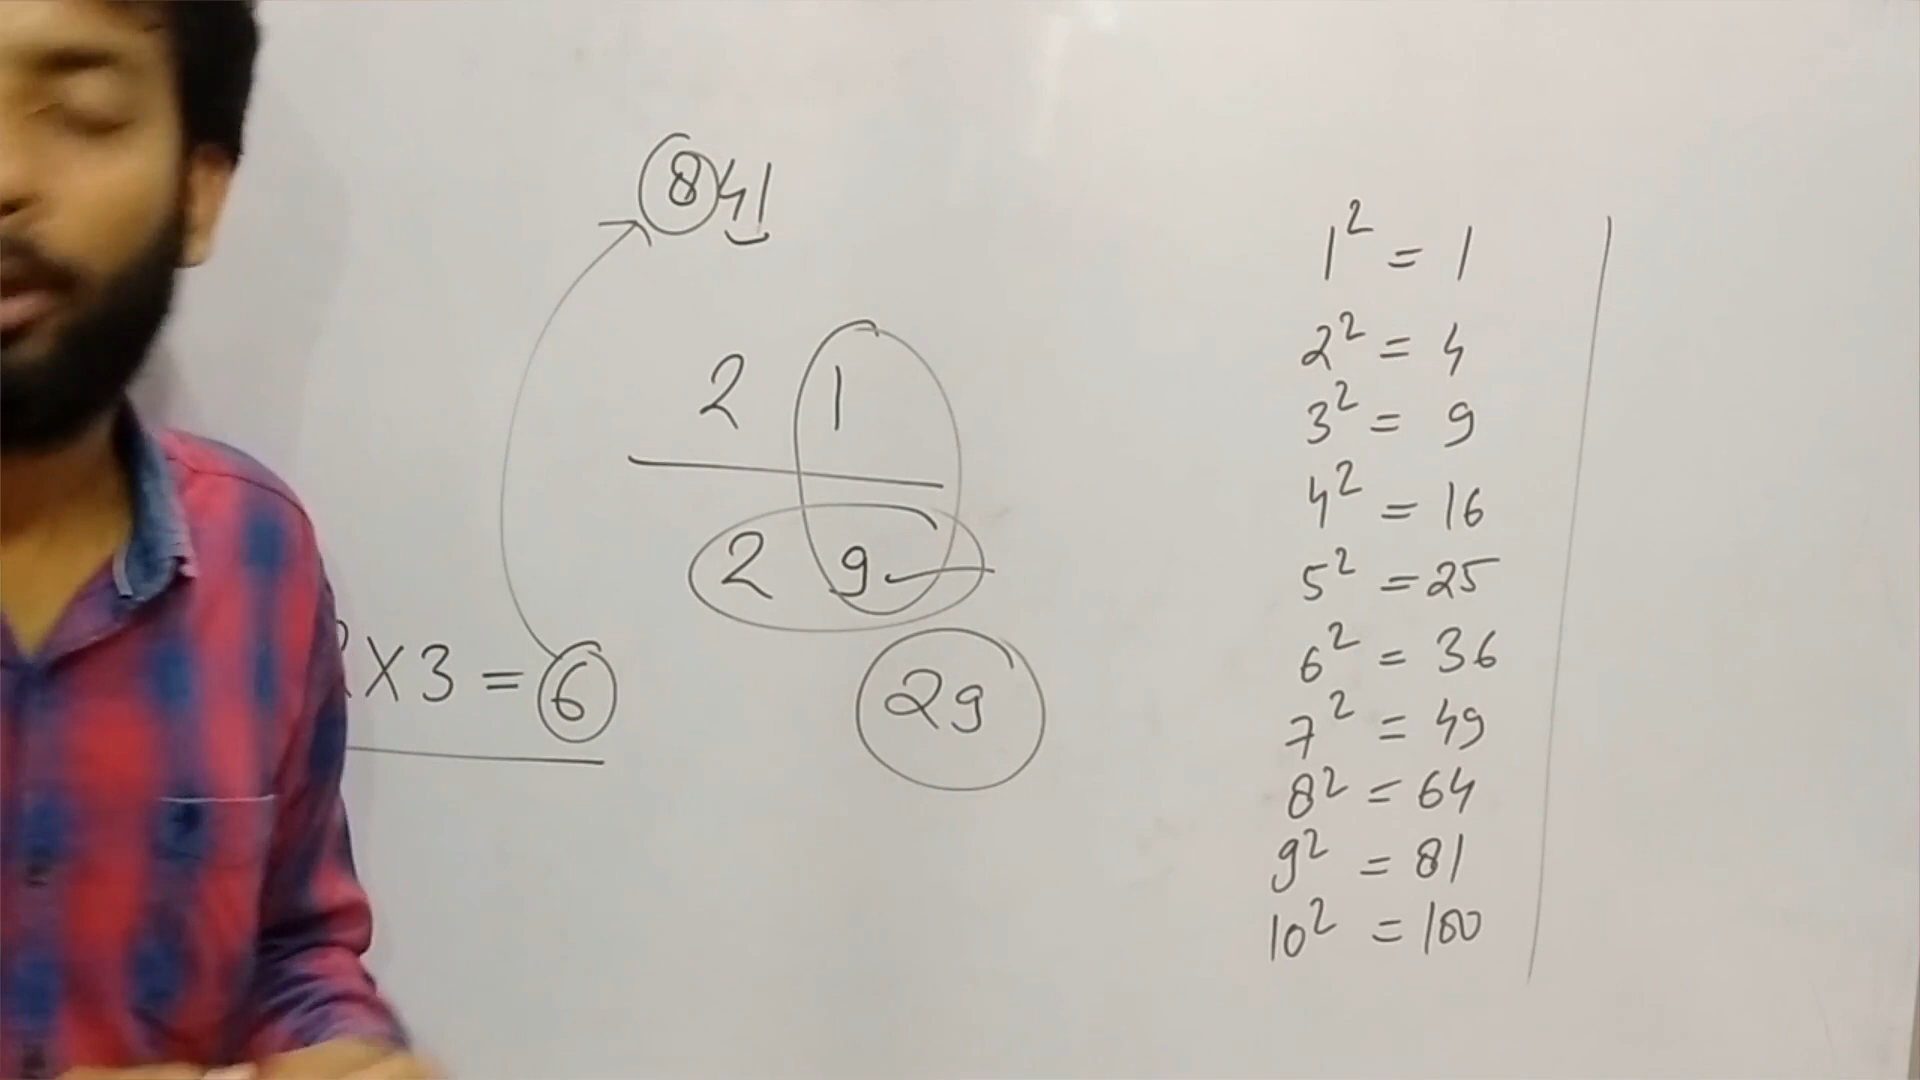 841
2 1
2 9
2X3 = 6
29
1² = 1
2² = 4
3² = 9
4² = 16
5² = 25
6² = 36
7² = 49
8² = 64
9² = 81
10² = 100